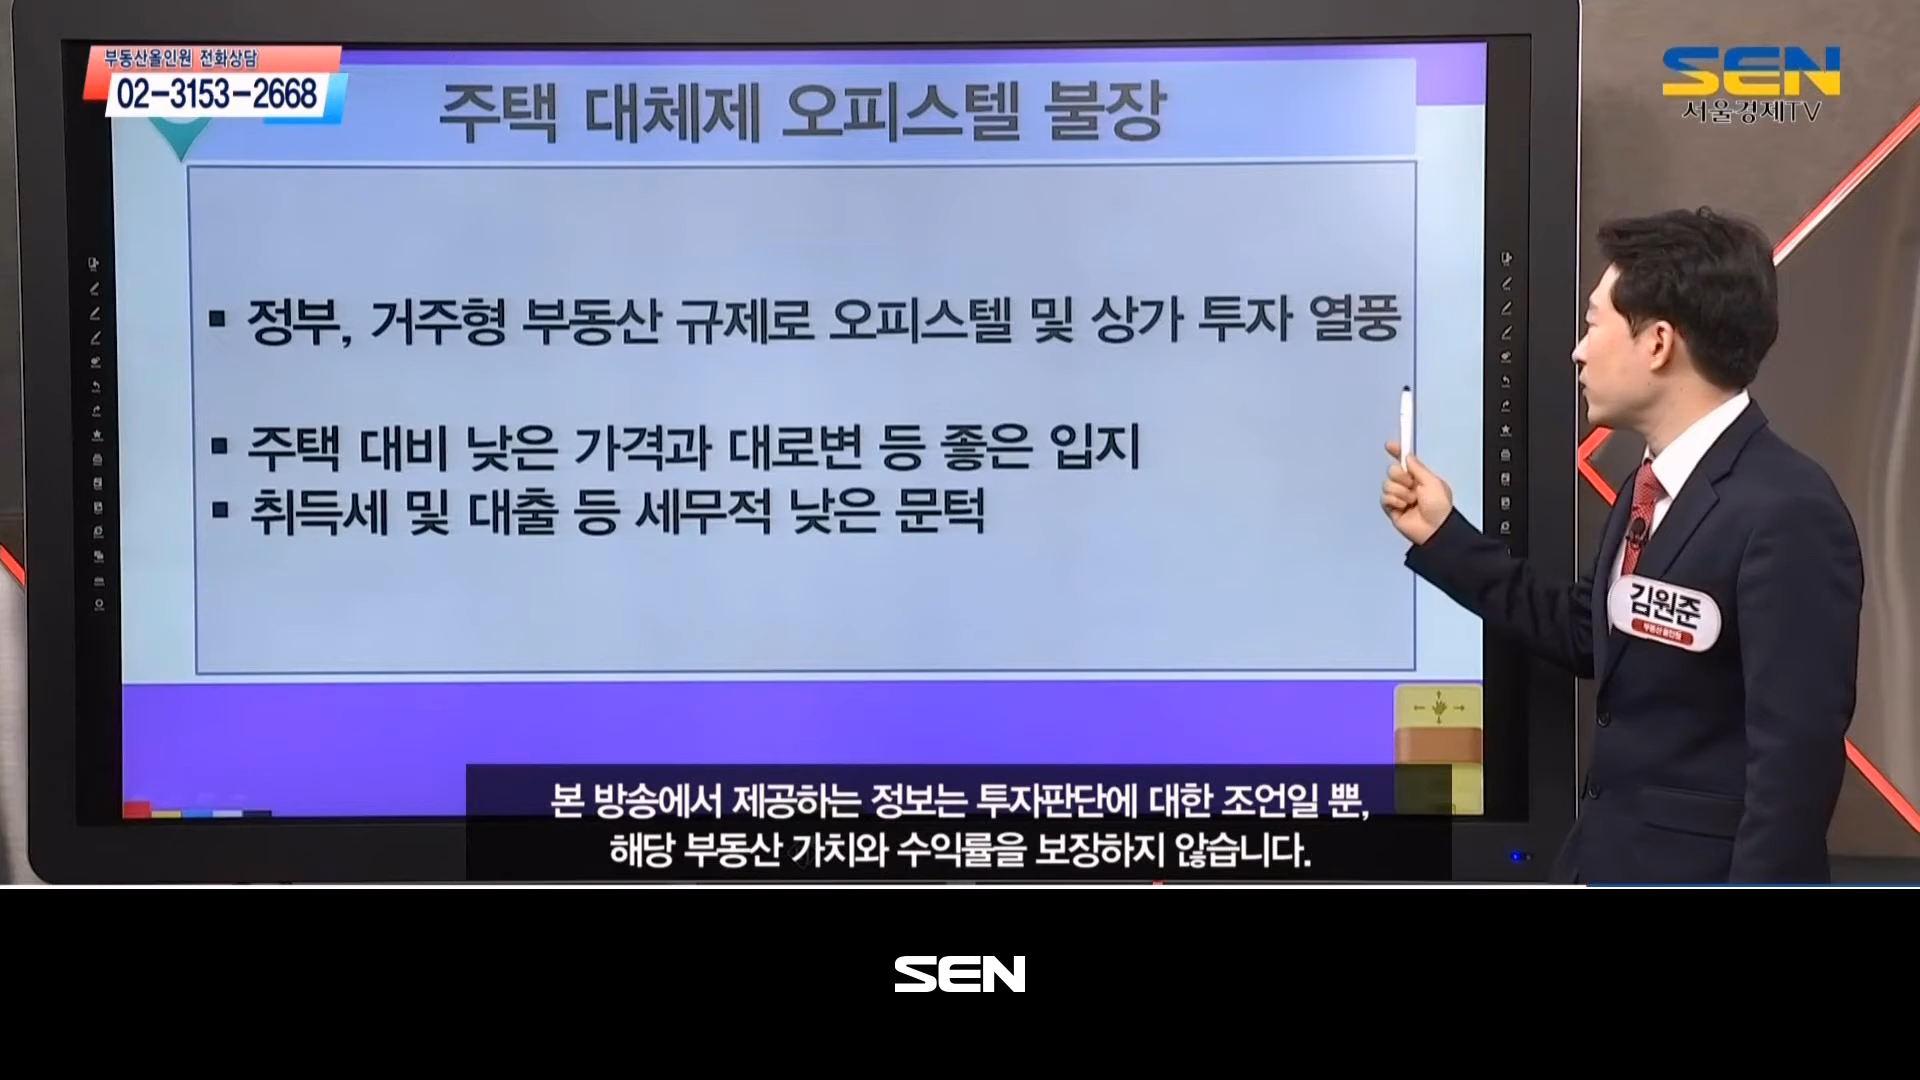 부동산올인원 전화상담
02-3153-2668
SEN
서울경제TV
주택 대체제 오피스텔 불장
▪ 정부, 거주형 부동산 규제로 오피스텔 및 상가 투자 열풍
▪ 주택 대비 낮은 가격과 대로변 등 좋은 입지
▪ 취득세 및 대출 등 세무적 낮은 문턱
김원준
부동산 올인원
본 방송에서 제공하는 정보는 투자판단에 대한 조언일 뿐,
해당 부동산 가치와 수익률을 보장하지 않습니다.
SEN